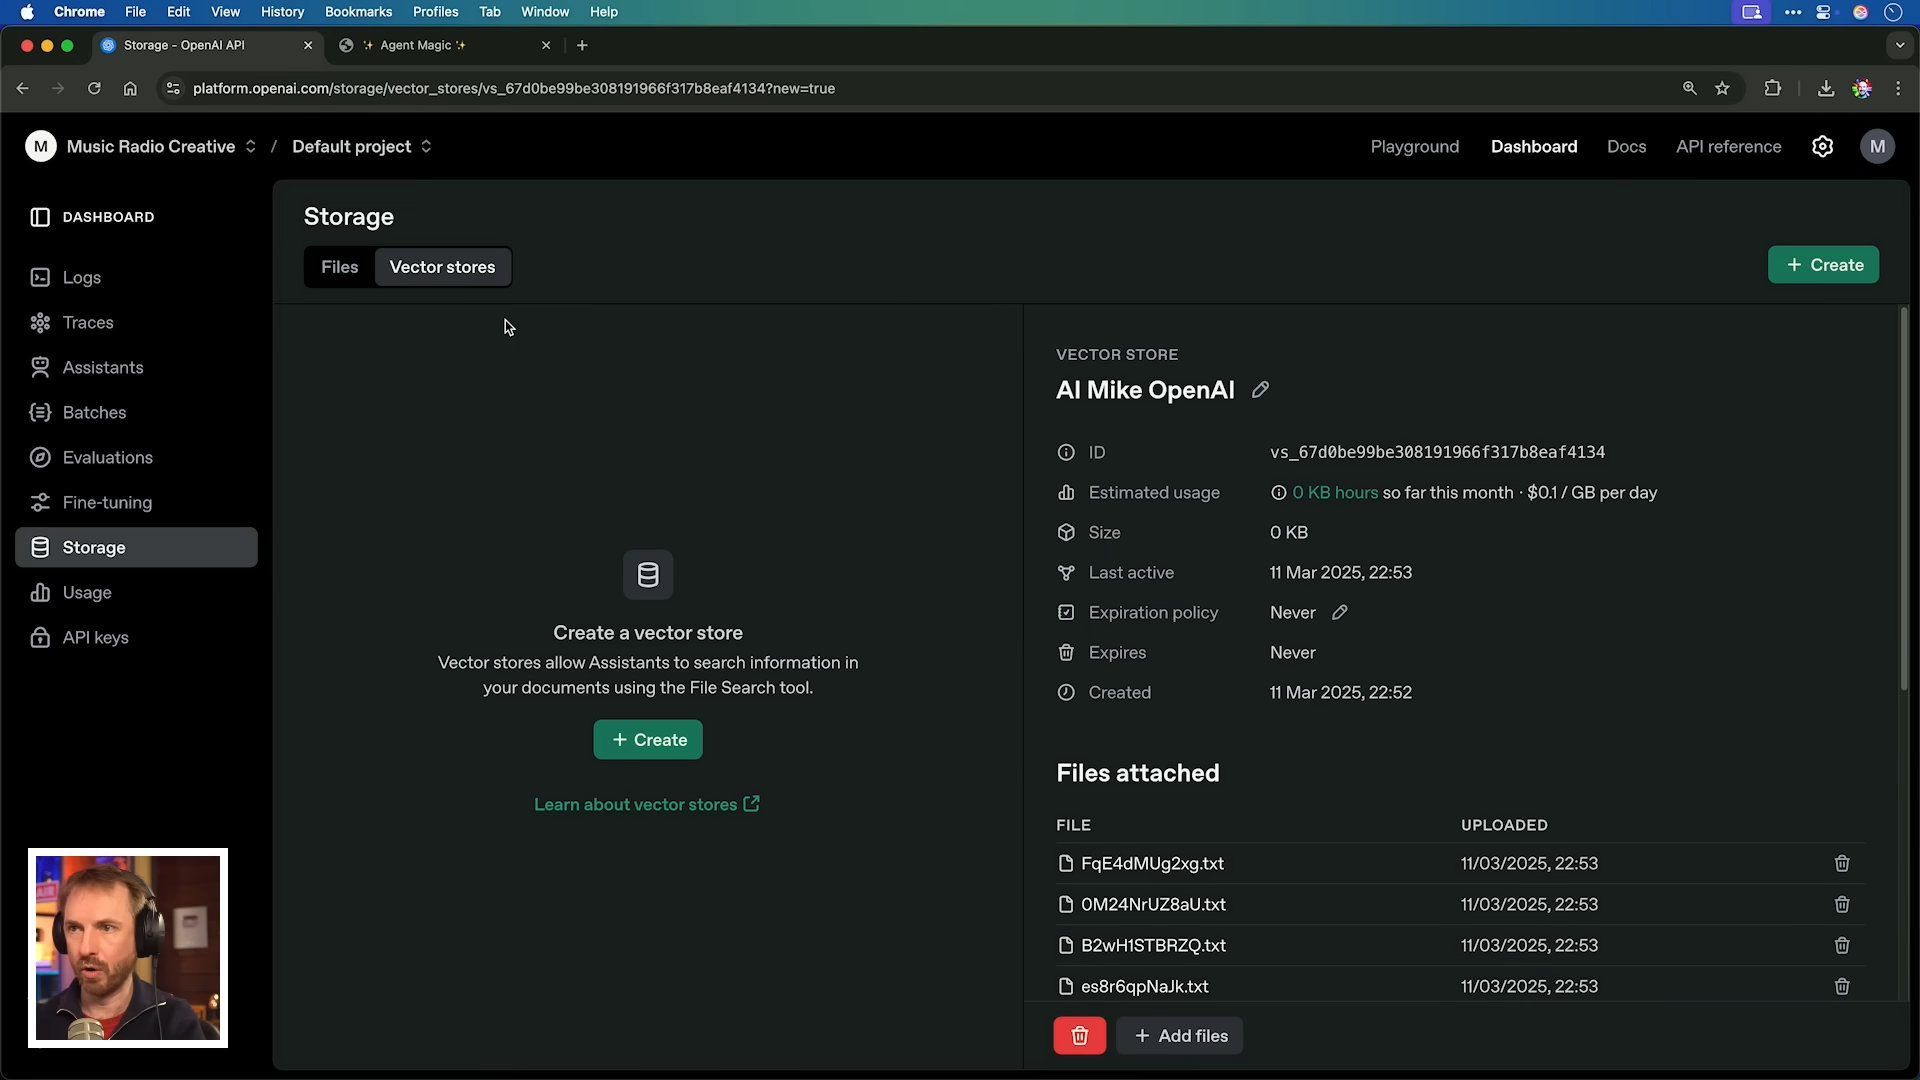 Chrome File Edit View History Bookmarks Profiles Tab Window Help
Storage - OpenAI API
✨ Agent Magic ✨
platform.openai.com/storage/vector_stores/vs_67d0be99be308191966f317b8eaf4134?new=true
M Music Radio Creative / Default project
Playground Dashboard Docs API reference M
DASHBOARD
Logs
Traces
Assistants
Batches
Evaluations
Fine-tuning
Storage
Usage
API keys
Storage
Files Vector stores
+ Create
Create a vector store
Vector stores allow Assistants to search information in
your documents using the File Search tool.
+ Create
Learn about vector stores
VECTOR STORE
AI Mike OpenAI
ID vs_67d0be99be308191966f317b8eaf4134
Estimated usage 0 KB hours so far this month · $0.1 / GB per day
Size 0 KB
Last active 11 Mar 2025, 22:53
Expiration policy Never
Expires Never
Created 11 Mar 2025, 22:52
Files attached
FILE UPLOADED
FqE4dMUg2xg.txt 11/03/2025, 22:53
0M24NrUZ8aU.txt 11/03/2025, 22:53
B2wH1STBRZQ.txt 11/03/2025, 22:53
es8r6qpNaJk.txt 11/03/2025, 22:53
+ Add files